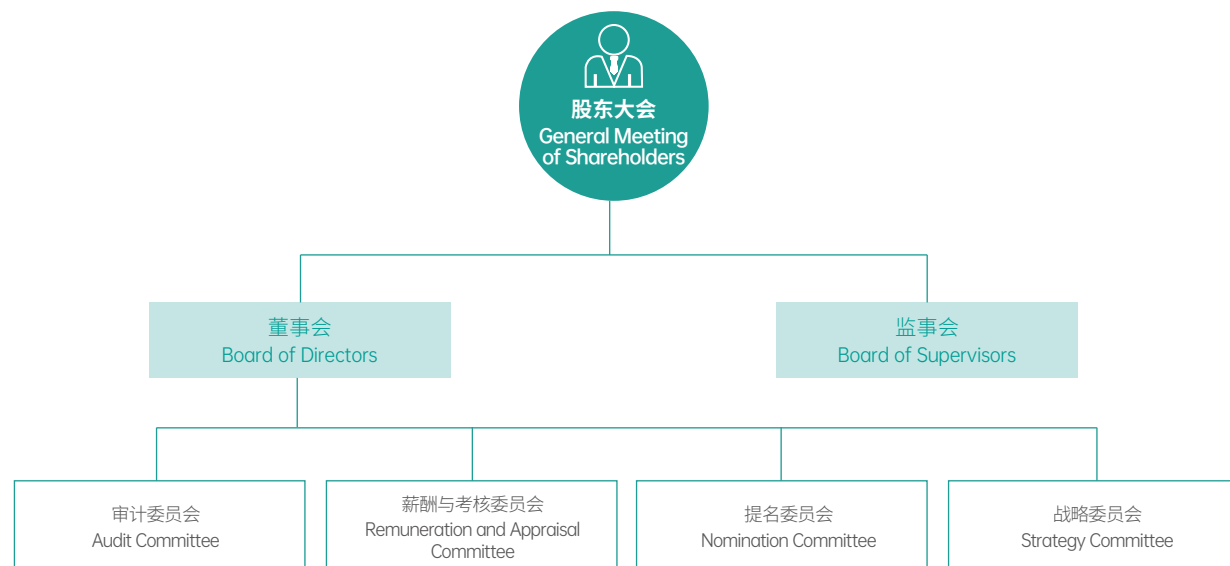 股东大会
General Meeting
of Shareholders
董事会
Board of Directors
监事会
Board of Supervisors
审计委员会
Audit Committee
薪酬与考核委员会
Remuneration and Appraisal
Committee
提名委员会
Nomination Committee
战略委员会
Strategy Committee